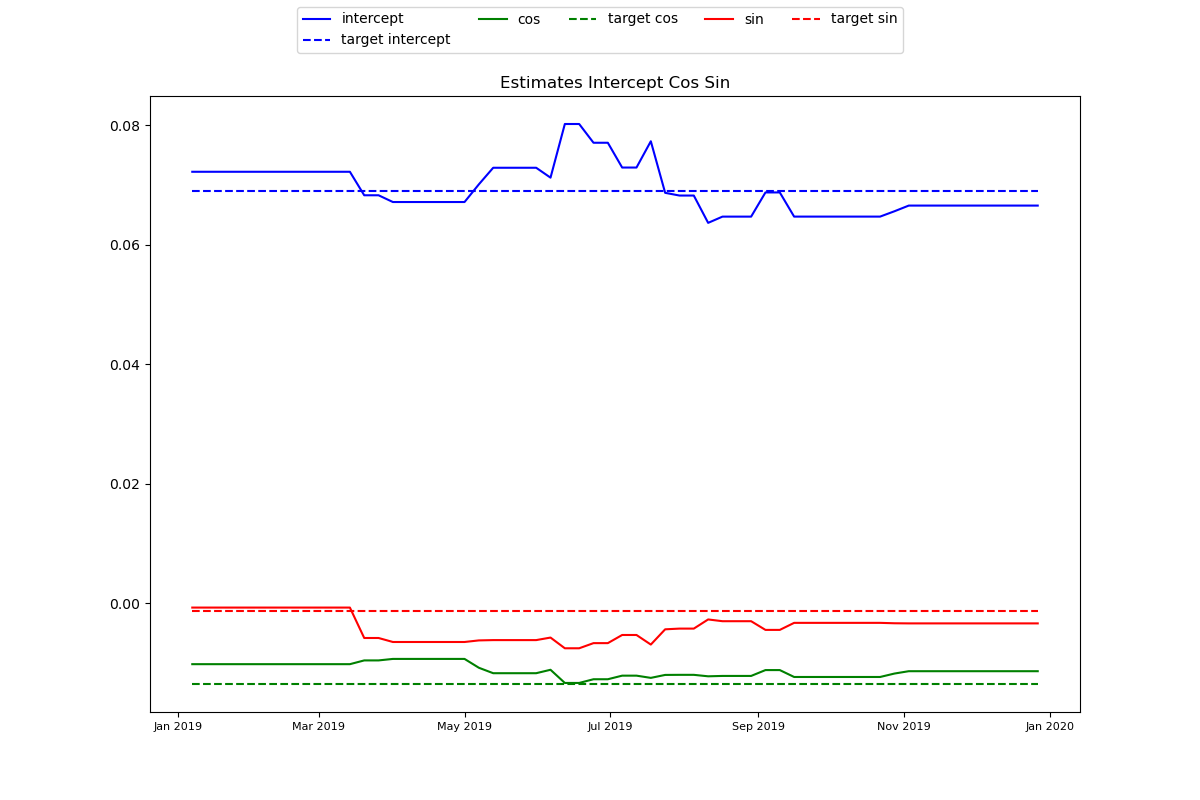 intercept cos target cos sin target sin
target intercept
Estimates Intercept Cos Sin
0.08
0.06
0.04
0.02
0.00
Jan 2019 Mar 2019 May 2019 Jul 2019 Sep 2019 Nov 2019 Jan 2020